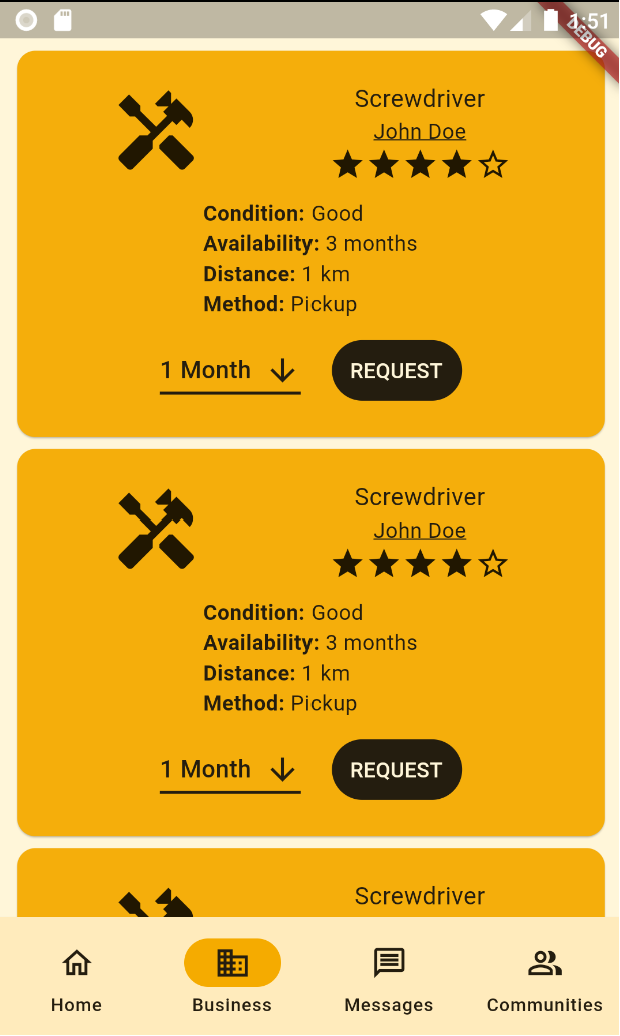 1:51
DEBUG
Screwdriver
John Doe
Condition: Good
Availability: 3 months
Distance: 1 km
Method: Pickup
1 Month
REQUEST
Screwdriver
John Doe
Condition: Good
Availability: 3 months
Distance: 1 km
Method: Pickup
1 Month
REQUEST
Screwdriver
Home
Business
Messages
Communities